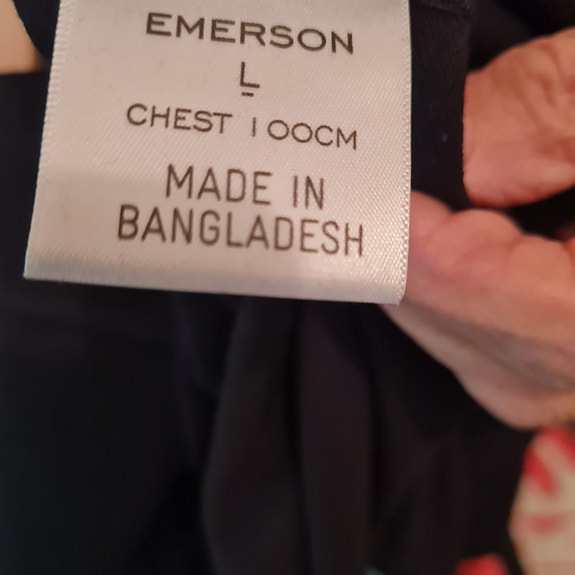 EMERSON
L
CHEST 100CM
MADE IN
BANGLADESH